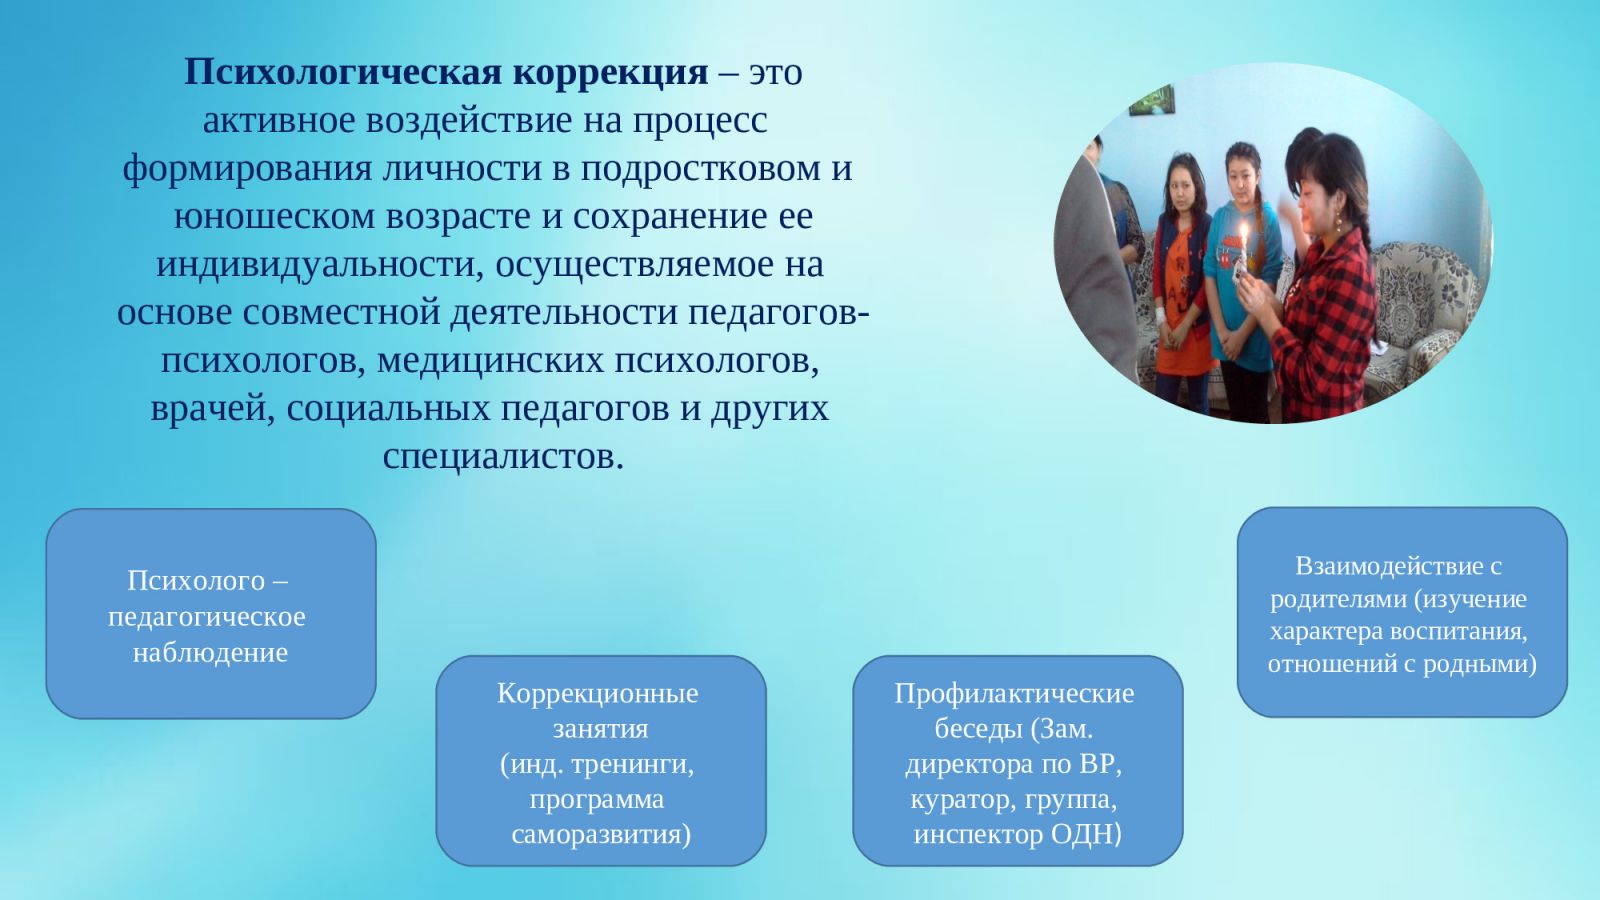 Психологическая коррекция – это
активное воздействие на процесс
формирования личности в подростковом и
юношеском возрасте и сохранение ее
индивидуальности, осуществляемое на
основе совместной деятельности педагогов-
психологов, медицинских психологов,
врачей, социальных педагогов и других
специалистов.
Психолого –
педагогическое
наблюдение
Коррекционные
занятия
(инд. тренинги,
программа
саморазвития)
Профилактические
беседы (Зам.
директора по ВР,
куратор, группа,
инспектор ОДН)
Взаимодействие с
родителями (изучение
характера воспитания,
отношений с родными)